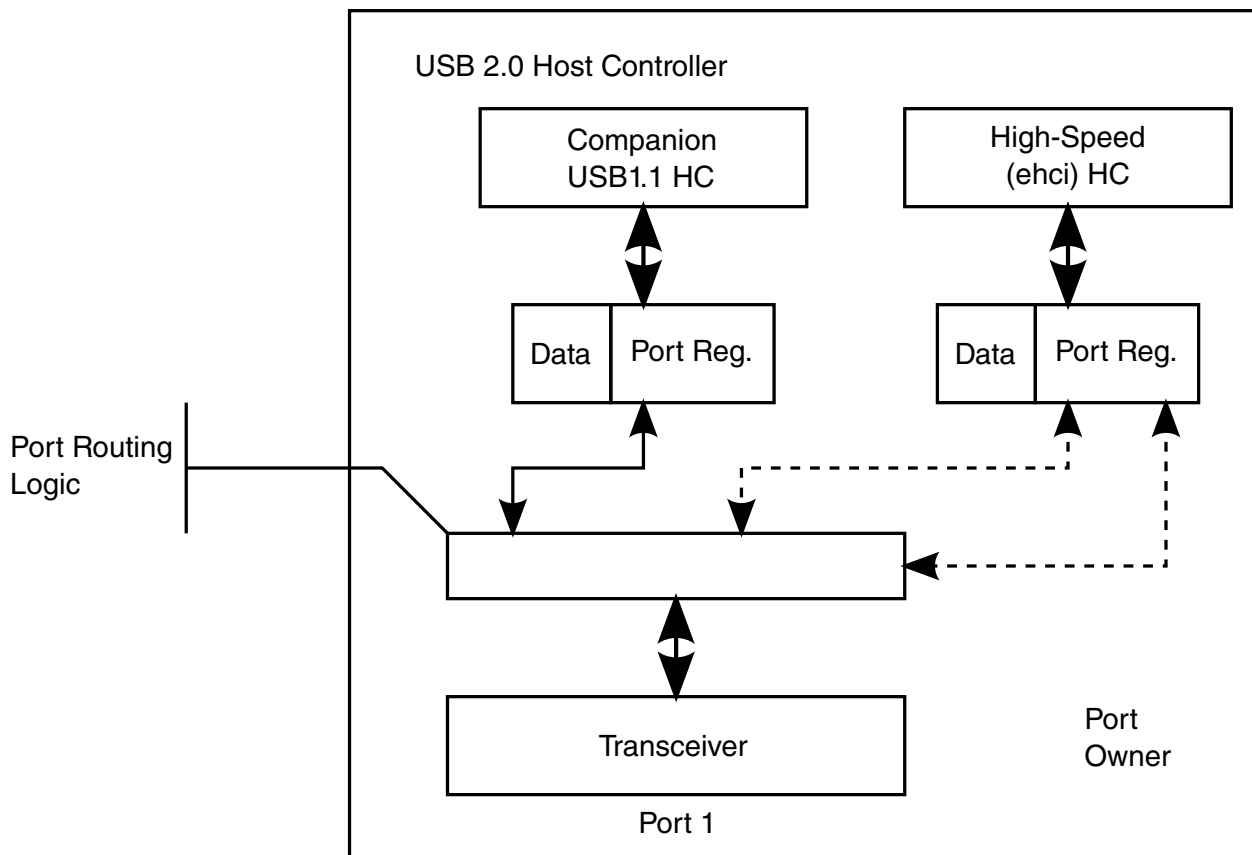 USB 2.0 Host Controller
Companion
USB1.1 HC
High-Speed
(ehci) HC
Data
Port Reg.
Data
Port Reg.
Port Routing
Logic
Transceiver
Port
Owner
Port 1